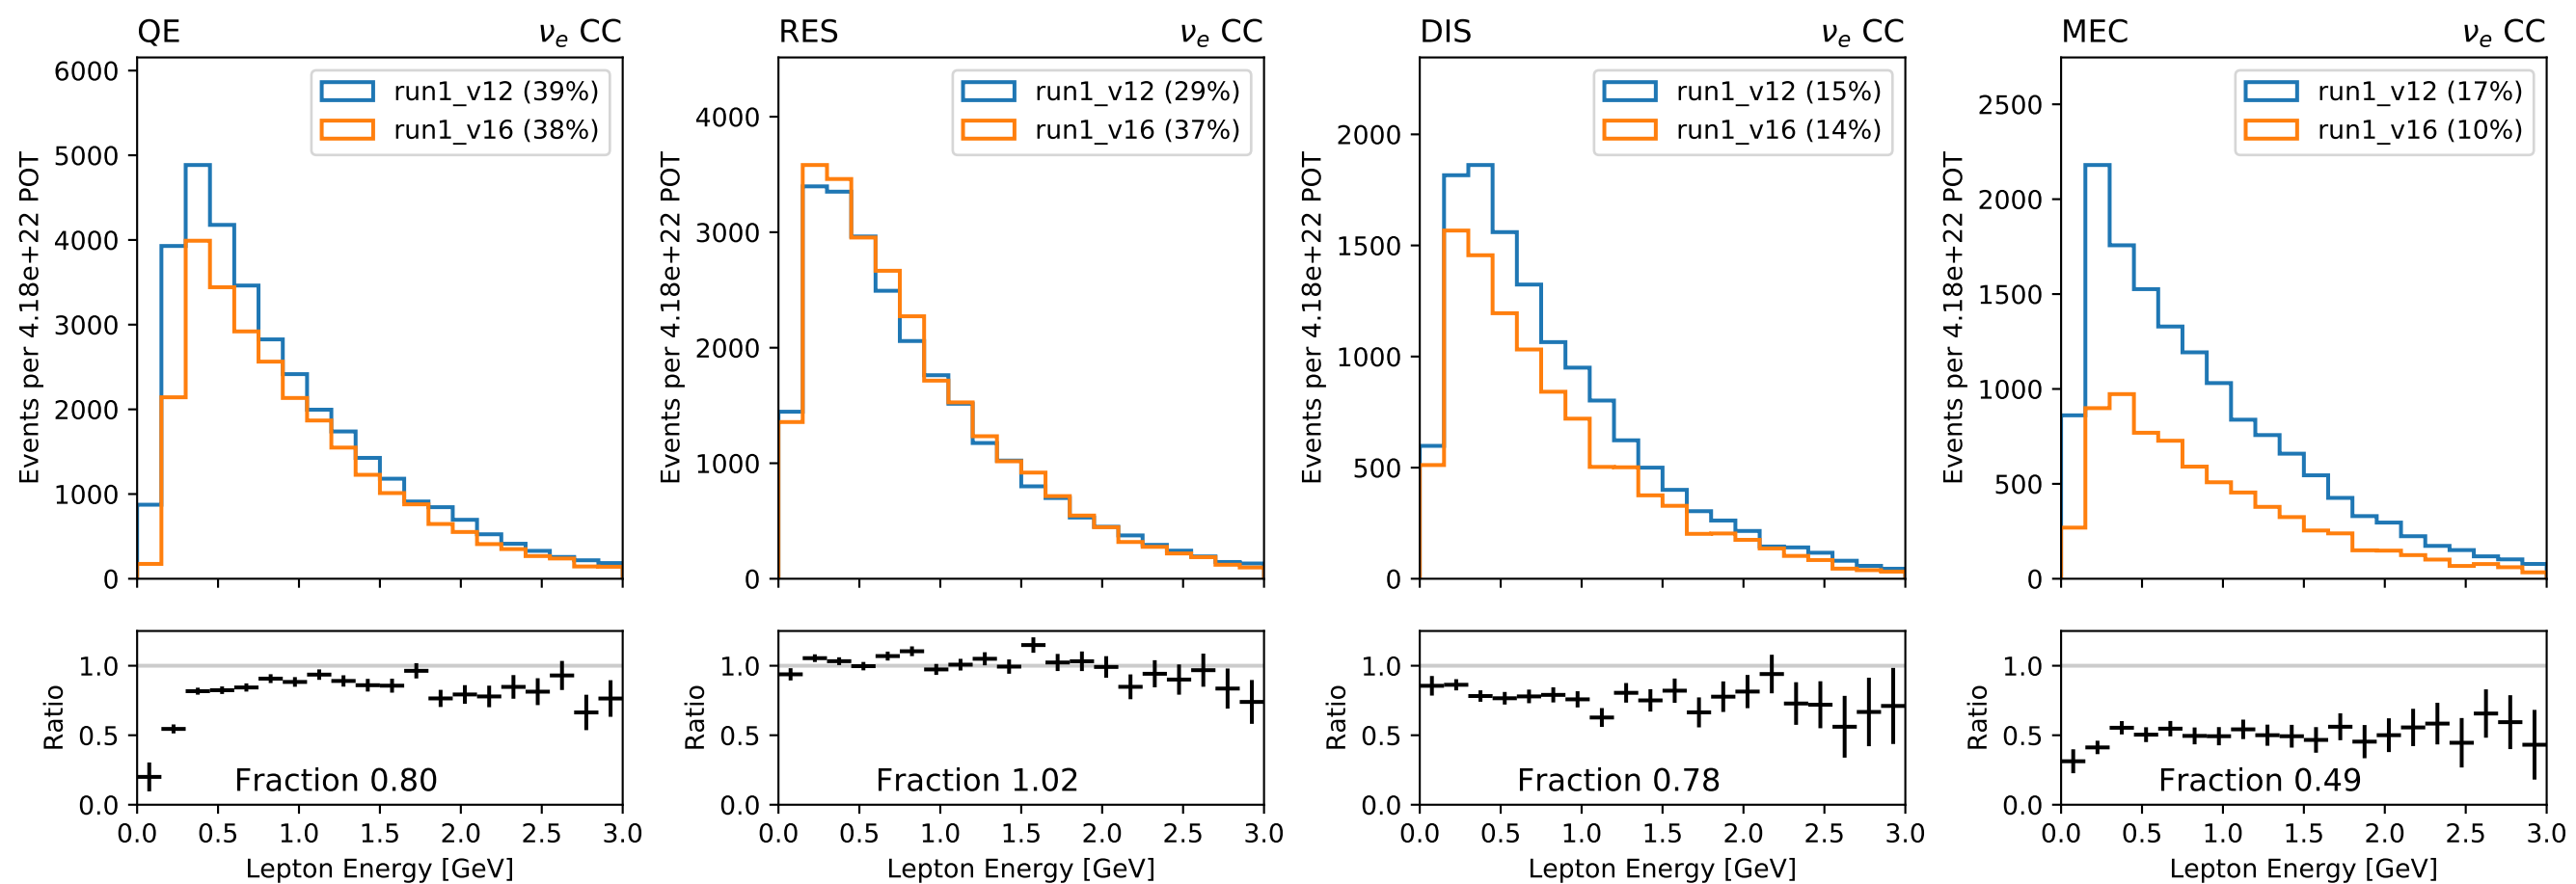 QE ν_e CC
6000
5000
4000
3000
2000
1000
0
Events per 4.18e+22 POT
run1_v12 (39%)
run1_v16 (38%)
1.0
0.5
0.0
Ratio
Fraction 0.80
0.0 0.5 1.0 1.5 2.0 2.5 3.0
Lepton Energy [GeV]
RES ν_e CC
4000
3000
2000
1000
0
Events per 4.18e+22 POT
run1_v12 (29%)
run1_v16 (37%)
1.0
0.5
0.0
Ratio
Fraction 1.02
0.0 0.5 1.0 1.5 2.0 2.5 3.0
Lepton Energy [GeV]
DIS ν_e CC
2000
1500
1000
500
0
Events per 4.18e+22 POT
run1_v12 (15%)
run1_v16 (14%)
1.0
0.5
0.0
Ratio
Fraction 0.78
0.0 0.5 1.0 1.5 2.0 2.5 3.0
Lepton Energy [GeV]
MEC ν_e CC
2500
2000
1500
1000
500
0
Events per 4.18e+22 POT
run1_v12 (17%)
run1_v16 (10%)
1.0
0.5
0.0
Ratio
Fraction 0.49
0.0 0.5 1.0 1.5 2.0 2.5 3.0
Lepton Energy [GeV]